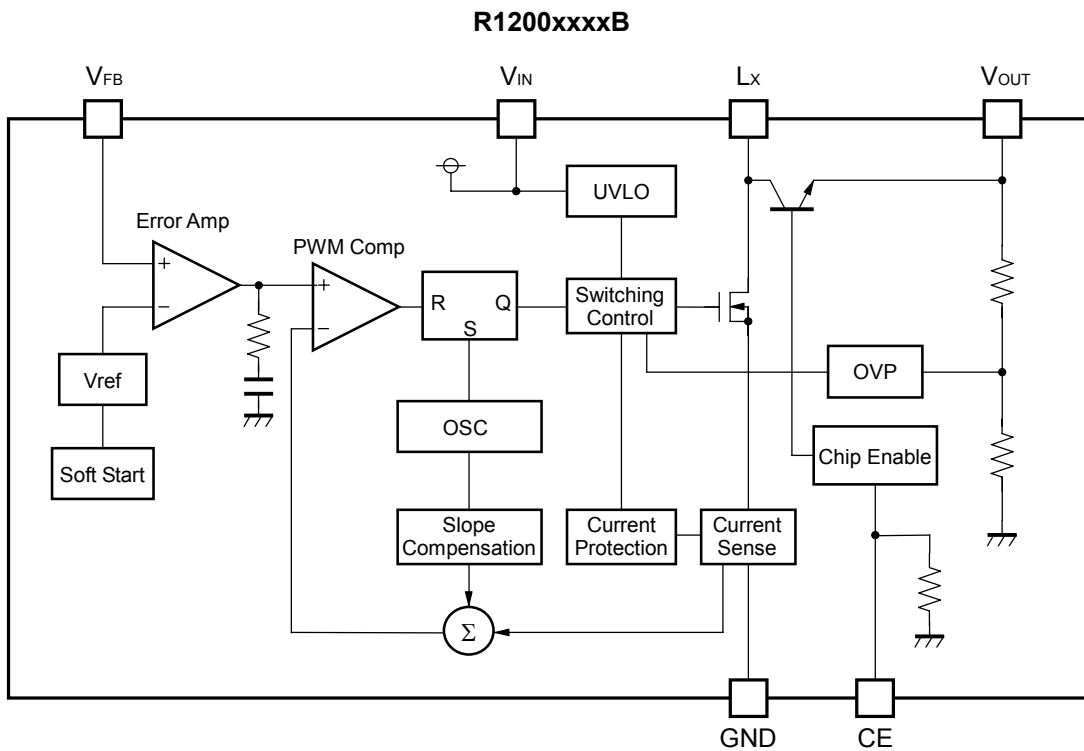 R1200xxxxB
VFB
VIN
LX
VOUT
UVLO
Error Amp
PWM Comp
+
−
+
−
R
Q
S
Switching
Control
Vref
OVP
OSC
Chip Enable
Soft Start
Slope
Compensation
Current
Protection
Current
Sense
Σ
GND
CE